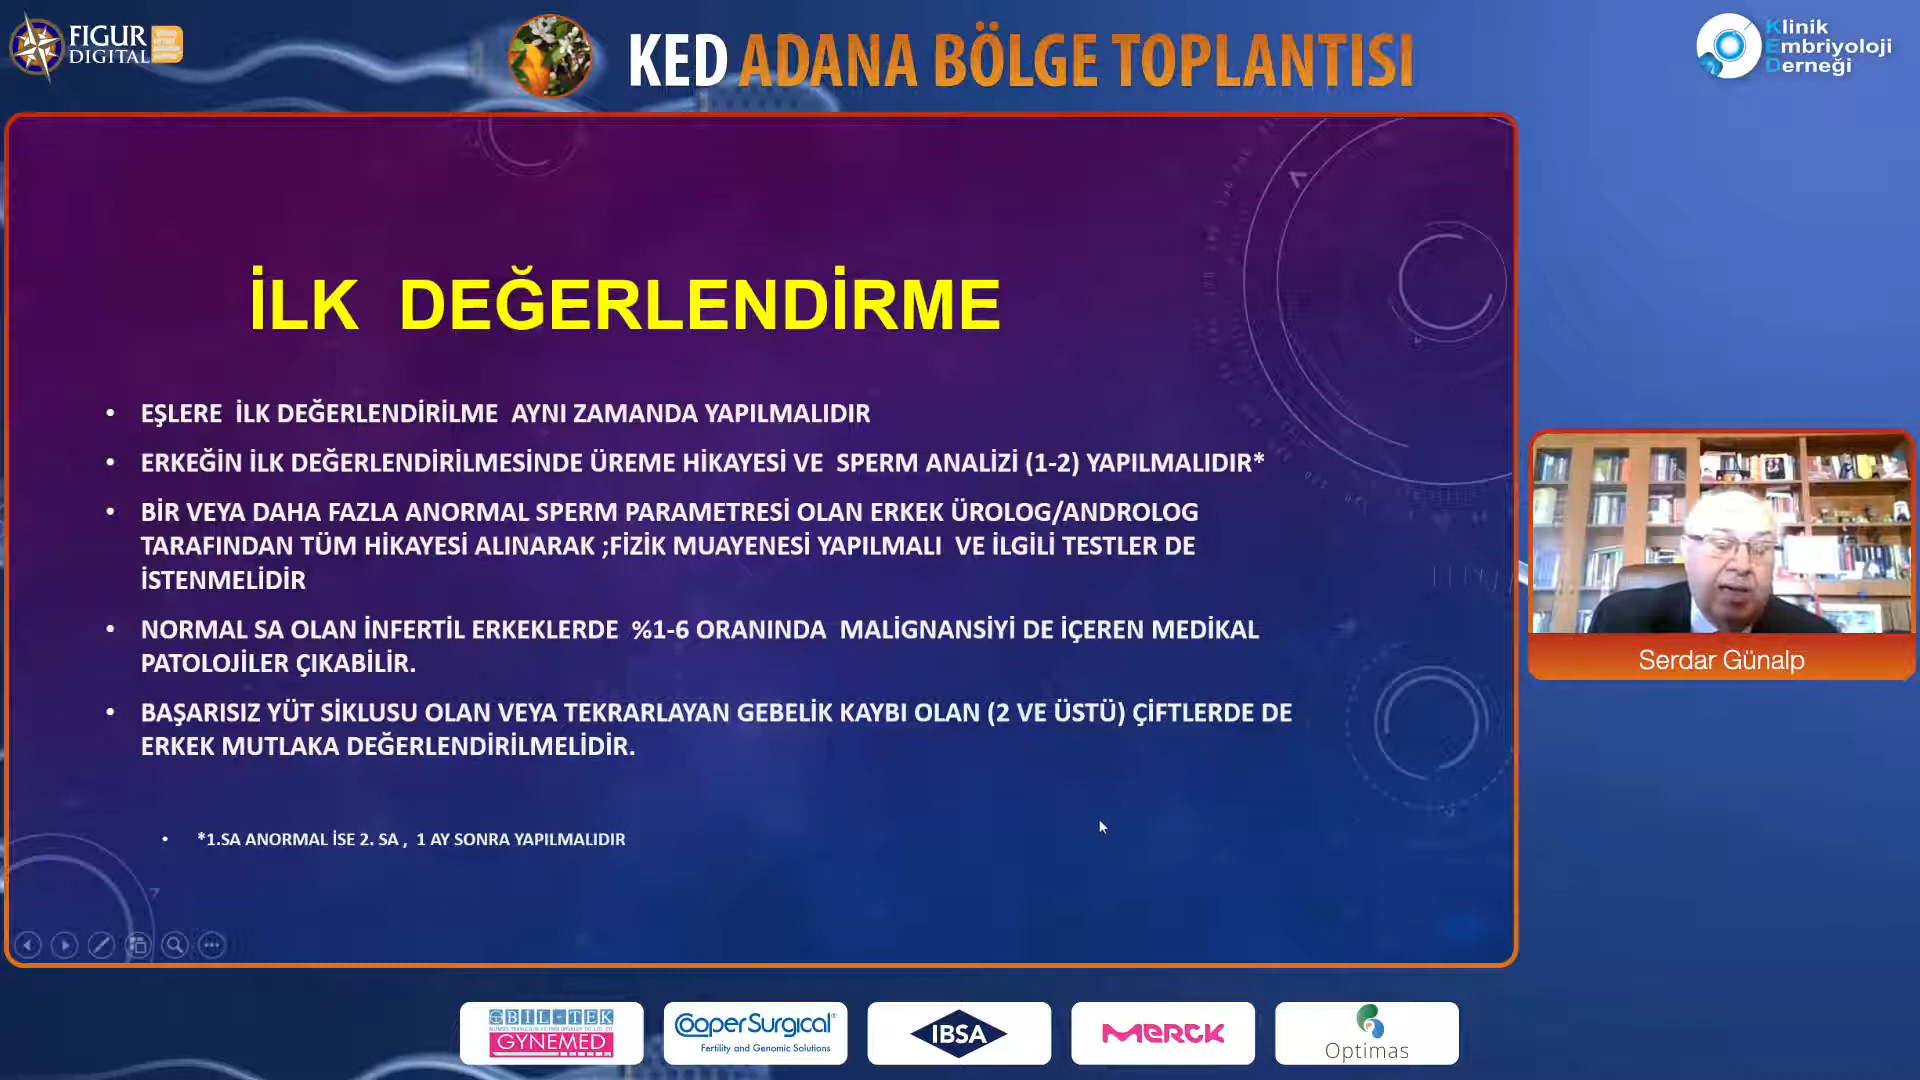 FIGUR
DIGITAL
KED ADANA BÖLGE TOPLANTISI
Klinik
Embriyoloji
Derneği
İLK DEĞERLENDİRME
• EŞLERE İLK DEĞERLENDİRİLME AYNI ZAMANDA YAPILMALIDIR
• ERKEĞİN İLK DEĞERLENDİRİLMESİNDE ÜREME HİKAYESİ VE SPERM ANALİZİ (1-2) YAPILMALIDIR*
• BİR VEYA DAHA FAZLA ANORMAL SPERM PARAMETRESİ OLAN ERKEK ÜROLOG/ANDROLOG
TARAFINDAN TÜM HİKAYESİ ALINARAK ;FİZİK MUAYENESİ YAPILMALI VE İLGİLİ TESTLER DE
İSTENMELİDİR
• NORMAL SA OLAN İNFERTİL ERKEKLERDE %1-6 ORANINDA MALİGNANSİYİ DE İÇEREN MEDİKAL
PATOLOJİLER ÇIKABİLİR.
• BAŞARISIZ YÜT SİKLUSU OLAN VEYA TEKRARLAYAN GEBELİK KAYBI OLAN (2 VE ÜSTÜ) ÇİFTLERDE DE
ERKEK MUTLAKA DEĞERLENDİRİLMELİDİR.
• *1.SA ANORMAL İSE 2. SA , 1 AY SONRA YAPILMALIDIR
Serdar Günalp
BIL-TEK
GYNEMED
CooperSurgical®
Fertility and Genomic Solutions
IBSA
MERCK
Optimas